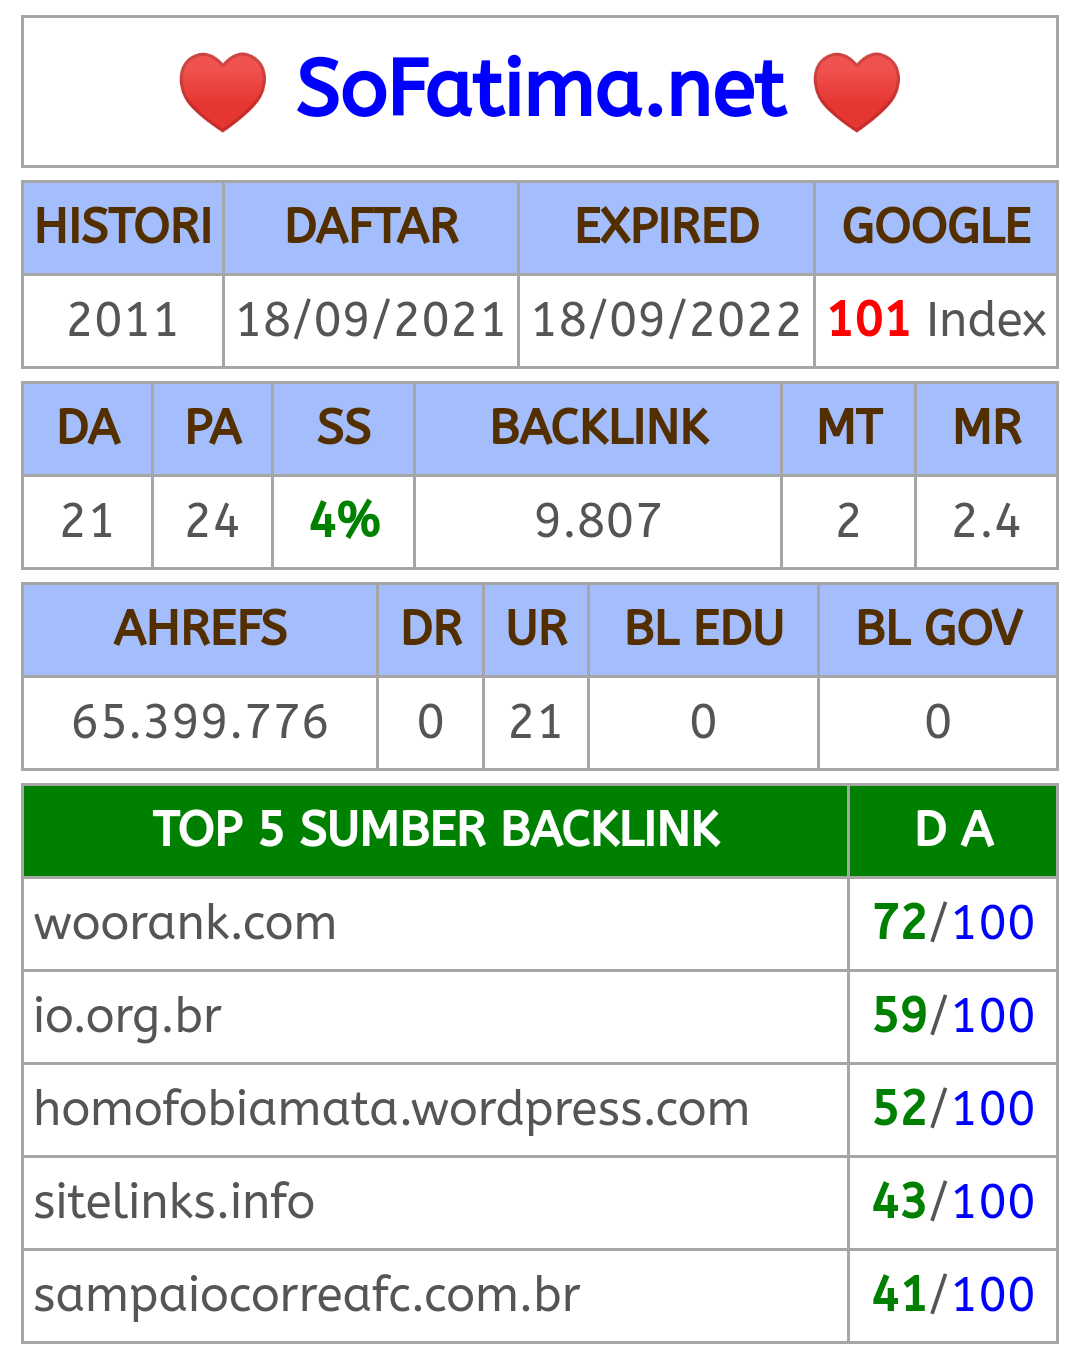 SoFatima.net
HISTORI DAFTAR EXPIRED GOOGLE
2011 18/09/2021 18/09/2022 101 Index
DA PA SS BACKLINK MT MR
21 24 4% 9.807 2 2.4
AHREFS DR UR BL EDU BL GOV
65.399.776 0 21 0 0
TOP 5 SUMBER BACKLINK D A
woorank.com 72/100
io.org.br 59/100
homofobiamata.wordpress.com 52/100
sitelinks.info 43/100
sampaiocorreafc.com.br 41/100